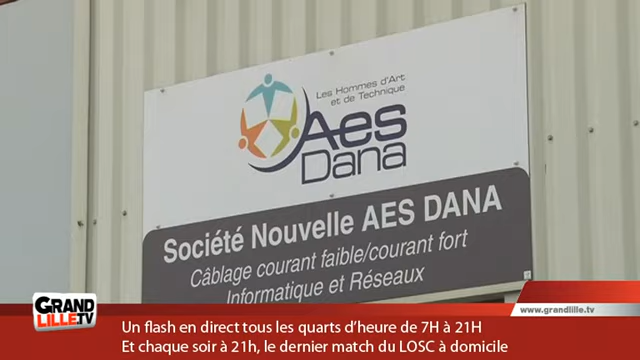 Les Hommes d'Art
et de Technique
Aes
Dana
Société Nouvelle AES DANA
Câblage courant faible/courant fort
Informatique et Réseaux
www.grandlille.tv
GRAND
LILLE.TV
Un flash en direct tous les quarts d'heure de 7H à 21H
Et chaque soir à 21h, le dernier match du LOSC à domicile